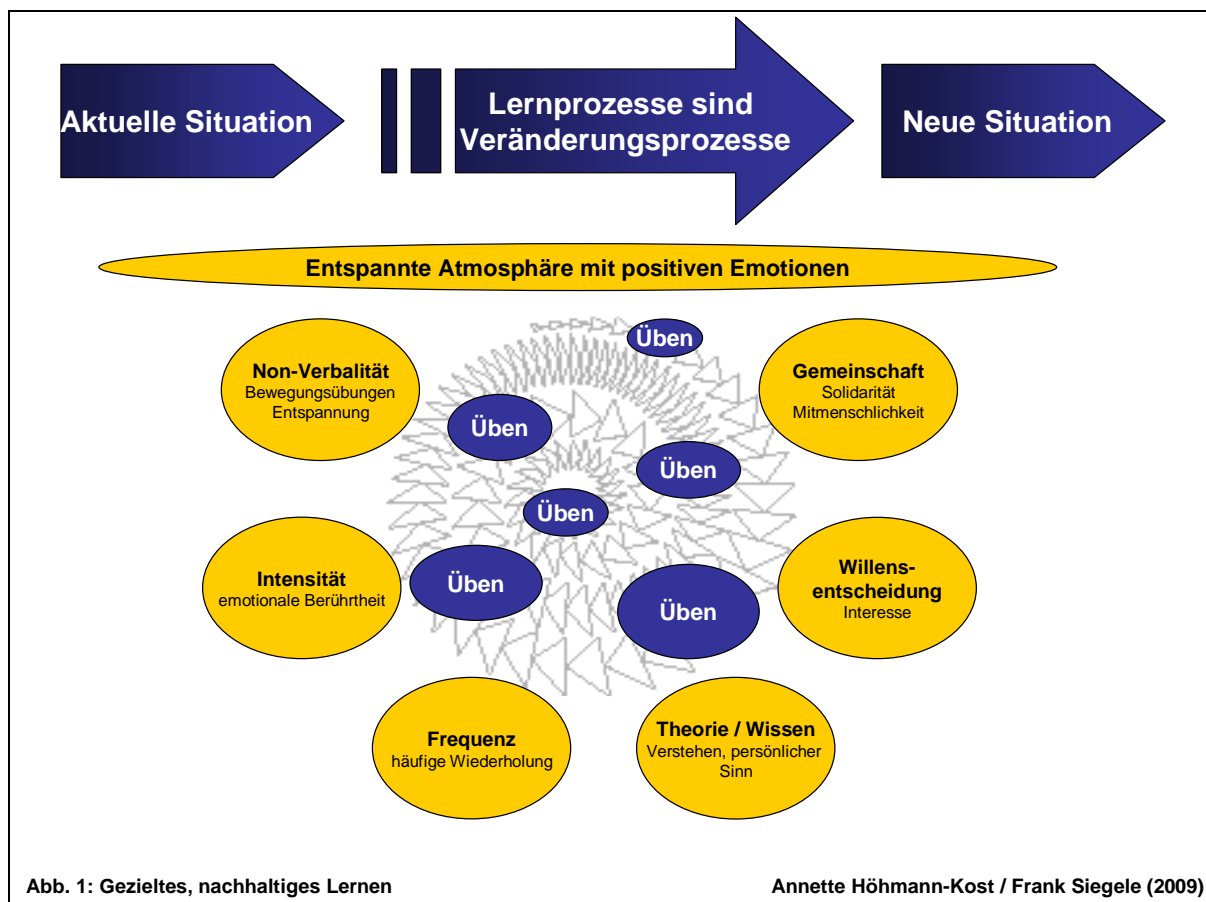 Aktuelle Situation
Lernprozesse sind
Veränderungsprozesse
Neue Situation
Entspannte Atmosphäre mit positiven Emotionen
Üben
Non-Verbalität
Bewegungsübungen
Entspannung
Gemeinschaft
Solidarität
Mitmenschlichkeit
Üben
Üben
Üben
Intensität
emotionale Berührtheit
Üben
Üben
Willens-
entscheidung
Interesse
Frequenz
häufige Wiederholung
Theorie / Wissen
Verstehen, persönlicher
Sinn
Abb. 1: Gezieltes, nachhaltiges Lernen
Annette Höhmann-Kost / Frank Siegele (2009)